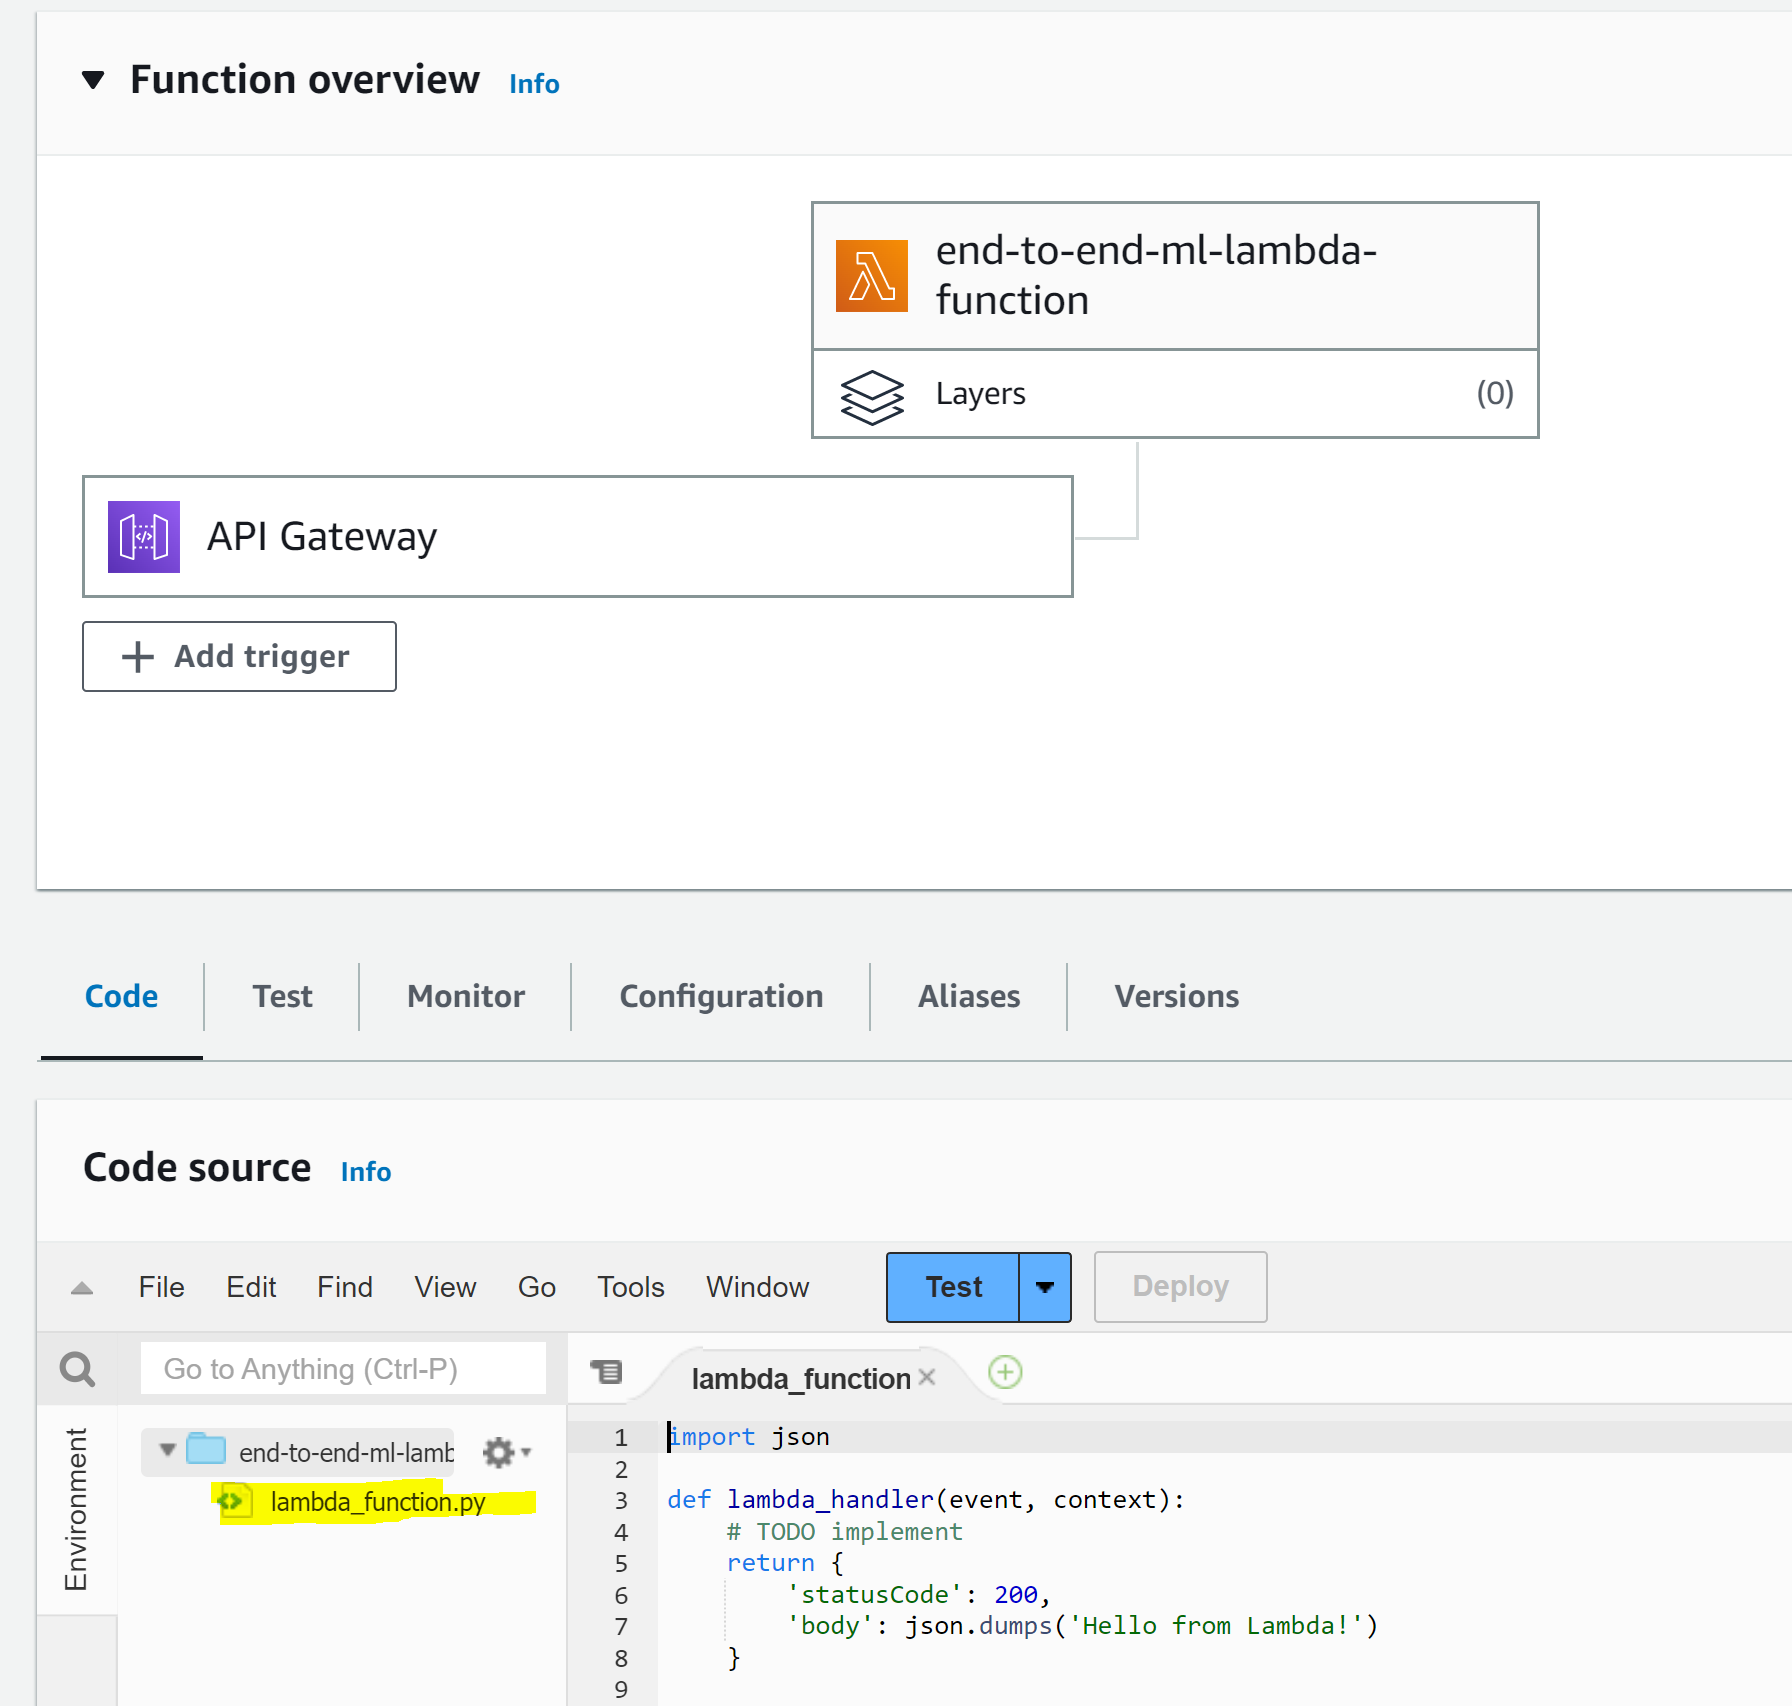 Function overview Info
end-to-end-ml-lambda-
function
Layers (0)
API Gateway
Add trigger
Code Test Monitor Configuration Aliases Versions
Code source Info
File Edit Find View Go Tools Window Test Deploy
Go to Anything (Ctrl-P)
lambda_function
Environment
end-to-end-ml-lamb
lambda_function.py
1 import json
2
3 def lambda_handler(event, context):
4     # TODO implement
5     return {
6         'statusCode': 200,
7         'body': json.dumps('Hello from Lambda!')
8     }
9